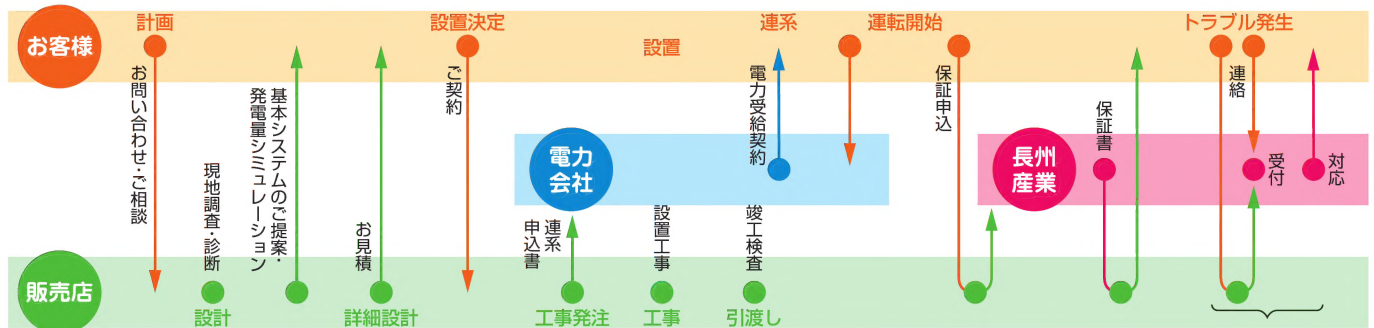 お客様
計画
設置決定
設置
連系
運転開始
トラブル発生
お問い合わせ・ご相談
現地調査・診断
基本システムのご提案・
発電量シミュレーション
お見積
ご契約
電力
会社
連系
申込書
設置工事
竣工検査
電力受給契約
保証申込
長州
産業
保証書
連絡
受付
対応
販売店
設計
詳細設計
工事発注
工事
引渡し